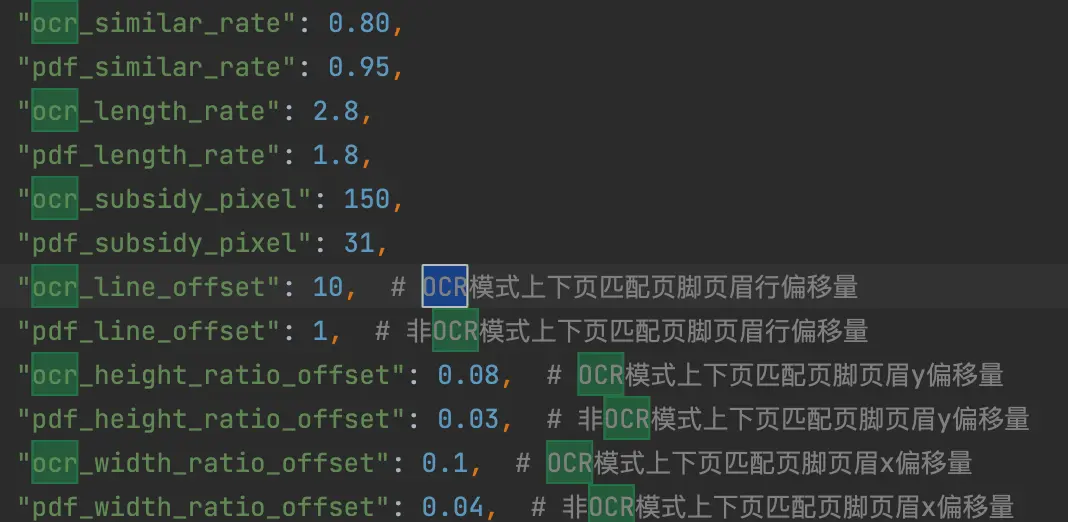 "ocr_similar_rate": 0.80,
"pdf_similar_rate": 0.95,
"ocr_length_rate": 2.8,
"pdf_length_rate": 1.8,
"ocr_subsidy_pixel": 150,
"pdf_subsidy_pixel": 31,
"ocr_line_offset": 10,  # OCR模式上下页匹配页脚页眉行偏移量
"pdf_line_offset": 1,  # 非OCR模式上下页匹配页脚页眉行偏移量
"ocr_height_ratio_offset": 0.08,  # OCR模式上下页匹配页脚页眉y偏移量
"pdf_height_ratio_offset": 0.03,  # 非OCR模式上下页匹配页脚页眉y偏移量
"ocr_width_ratio_offset": 0.1,  # OCR模式上下页匹配页脚页眉x偏移量
"pdf_width_ratio_offset": 0.04,  # 非OCR模式上下页匹配页脚页眉x偏移量